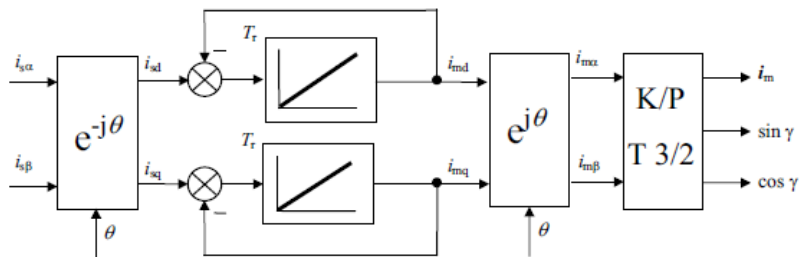 i_sα
i_sβ
e^-jθ
θ
i_sd
i_sq
−
T_r
T_r
−
i_md
i_mq
e^jθ
θ
i_mα
i_mβ
K/P
T 3/2
i_m
sin γ
cos γ